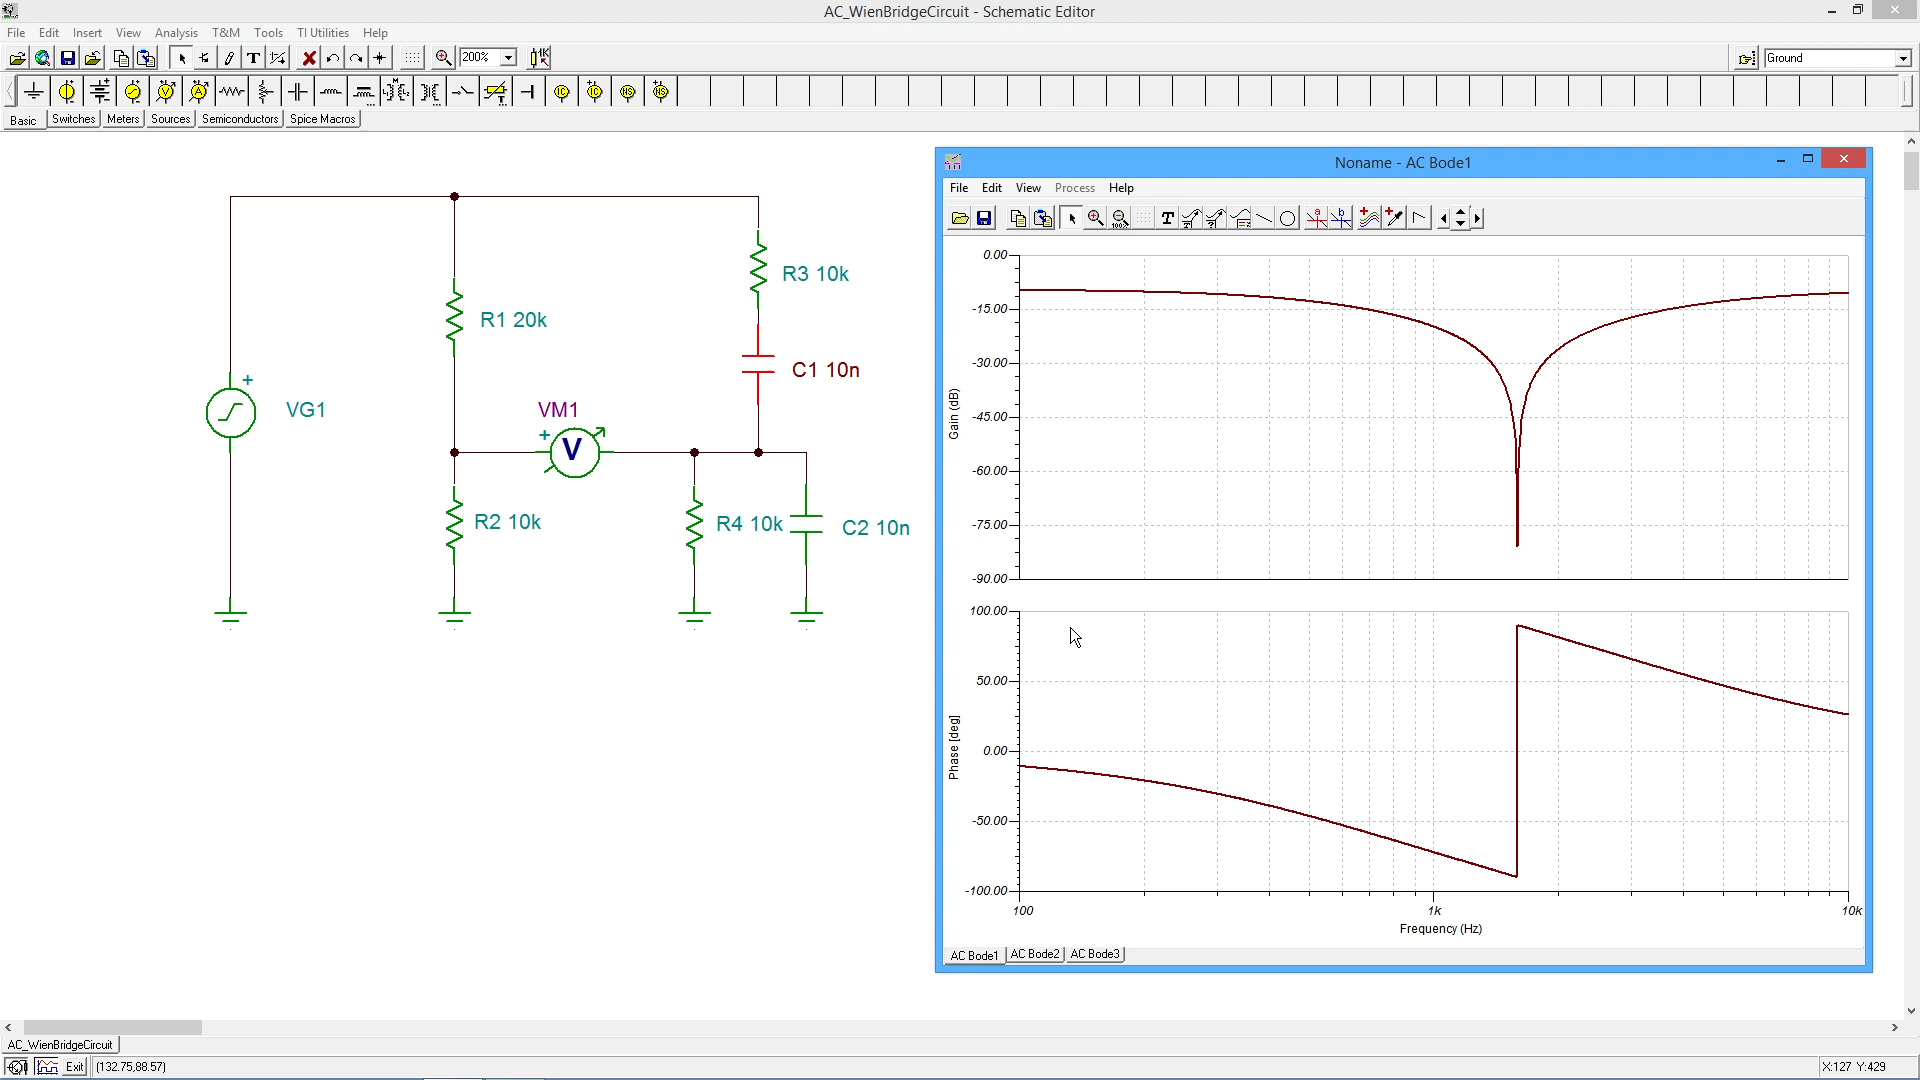 AC_WienBridgeCircuit - Schematic Editor
File Edit Insert View Analysis T&M Tools TI Utilities Help
200%
1K
Ground
Basic Switches Meters Sources Semiconductors Spice Macros
Noname - AC Bode1
File Edit View Process Help
T
a
b
0.00
-15.00
-30.00
-45.00
-60.00
-75.00
-90.00
Gain (dB)
100.00
50.00
0.00
-50.00
-100.00
Phase [deg]
100 1k 10k
Frequency (Hz)
AC Bode1 AC Bode2 AC Bode3
R3 10k
R1 20k
C1 10n
VG1
+
VM1
+
V
R2 10k
R4 10k
C2 10n
AC_WienBridgeCircuit
Exit (132.75,88.57)
X:127 Y:429